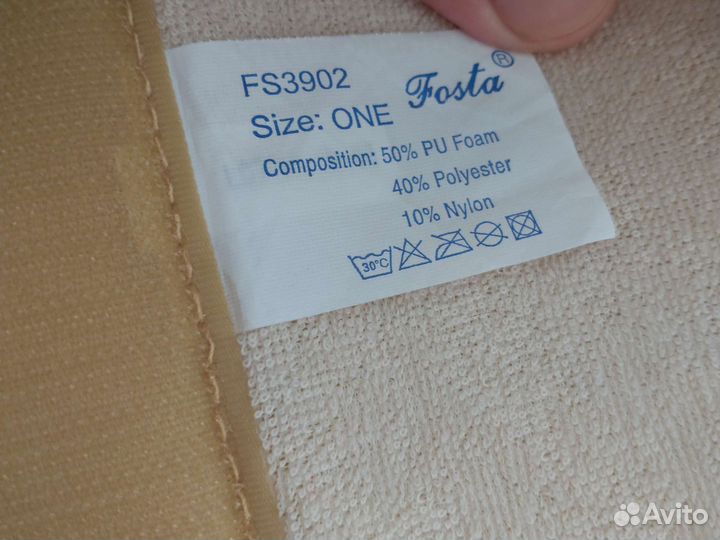 FS3902 Fosta®
Size: ONE
Composition: 50% PU Foam
40% Polyester
10% Nylon
30°C
Avito